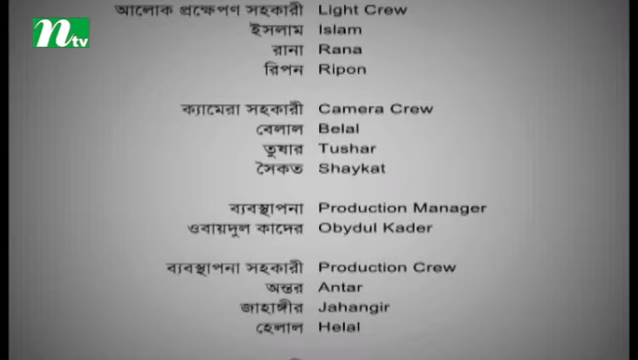 ntv
আলোক প্রক্ষেপণ সহকারী Light Crew
ইসলাম Islam
রানা Rana
রিপন Ripon
ক্যামেরা সহকারী Camera Crew
বেলাল Belal
তুষার Tushar
সৈকত Shaykat
ব্যবস্থাপনা Production Manager
ওবায়দুল কাদের Obydul Kader
ব্যবস্থাপনা সহকারী Production Crew
অন্তর Antar
জাহাঙ্গীর Jahangir
হেলাল Helal